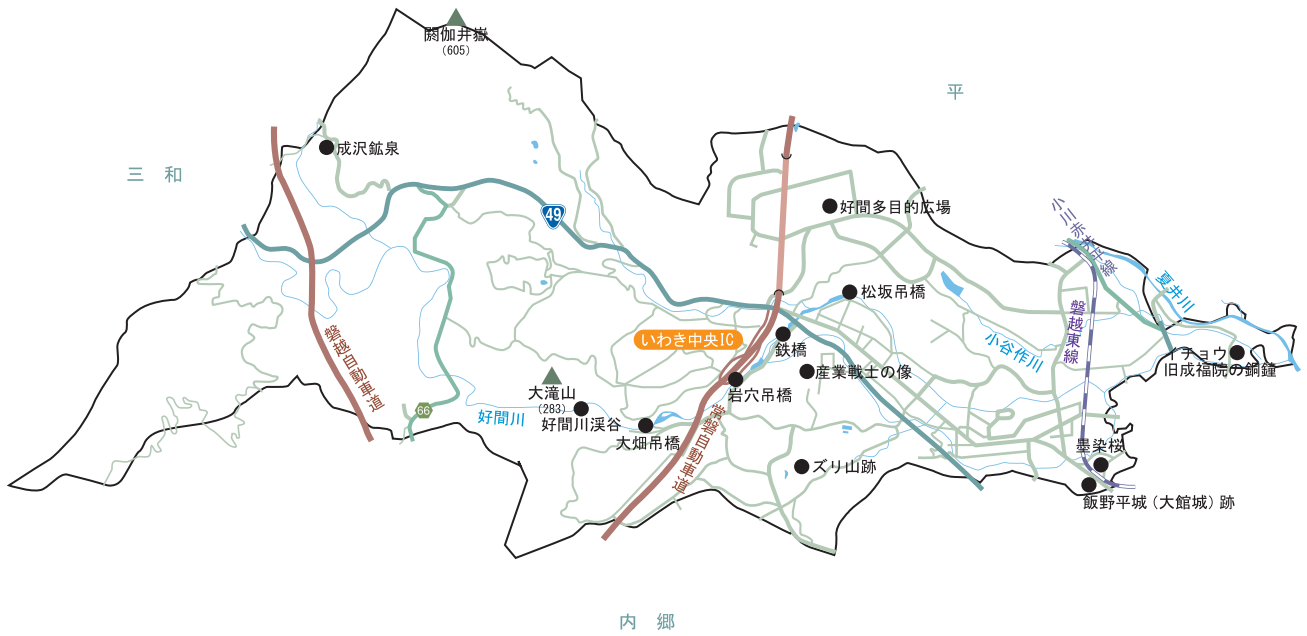 閼伽井嶽
(605)
平
成沢鉱泉
三 和
49
好間多目的広場
小川赤井平線
夏井川
松坂吊橋
磐越東線
いわき中央IC
鉄橋
小谷作川
磐越自動車道
イチョウ
旧成福院の銅鐘
産業戦士の像
岩穴吊橋
大滝山
(283)
66
好間川
好間川渓谷
常磐自動車道
大畑吊橋
墨染桜
ズリ山跡
飯野平城(大館城)跡
内 郷